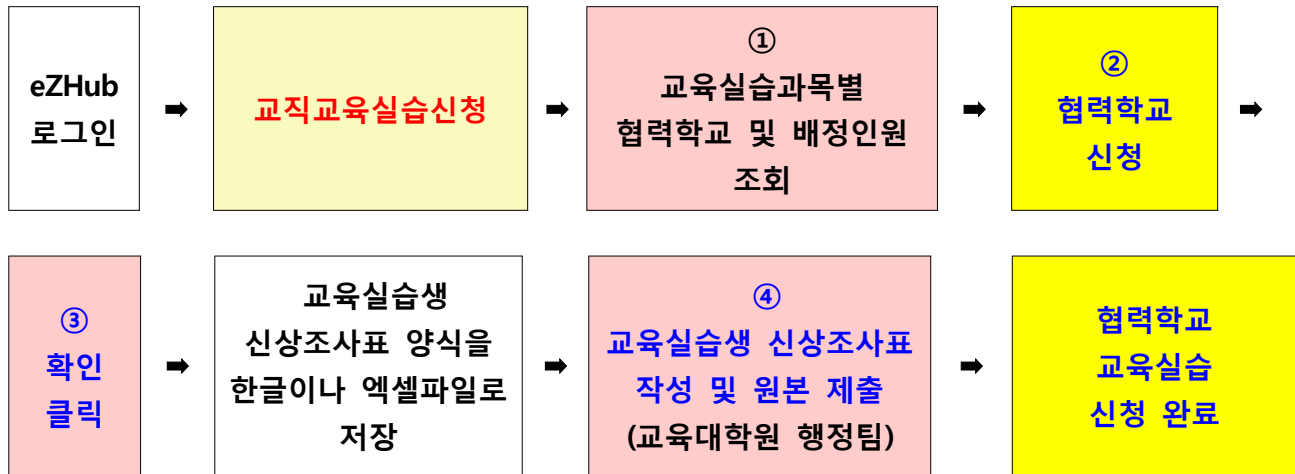 eZHub
로그인
➡
교직교육실습신청
➡
①
교육실습과목별
협력학교 및 배정인원
조회
➡
②
협력학교
신청
➡
③
확인
클릭
➡
교육실습생
신상조사표 양식을
한글이나 엑셀파일로
저장
➡
④
교육실습생 신상조사표
작성 및 원본 제출
(교육대학원 행정팀)
➡
협력학교
교육실습
신청 완료